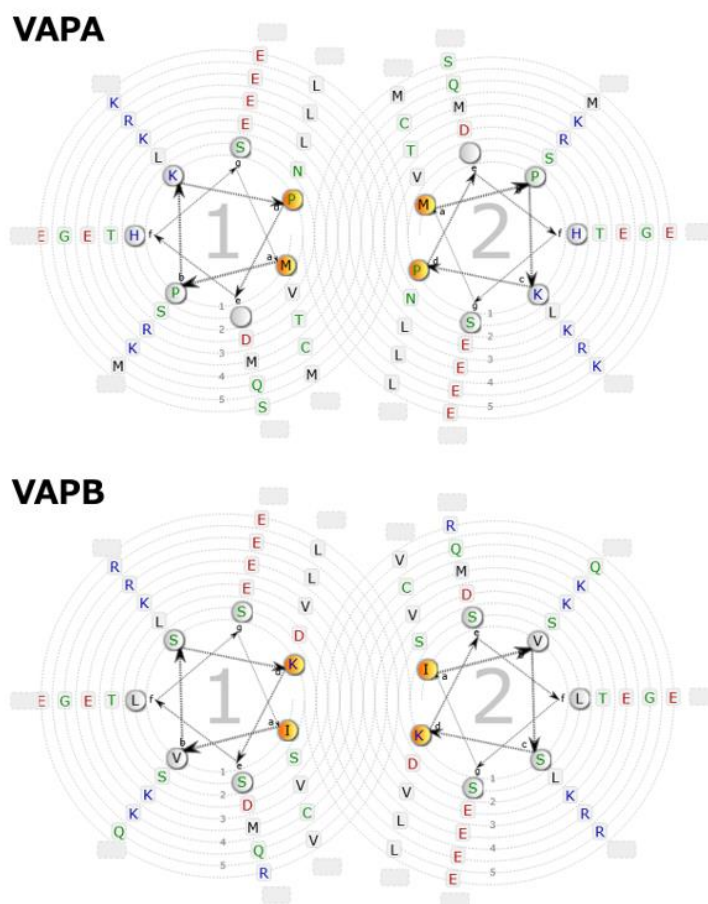 VAPA
E E E E S g
L L L N P d
K R K L K
E G E T H f
1
a M V T C M
b P S R K M
e D M Q S
1 2 3 4 5
S Q M D e
M C T V M a
M K R S P
2
f H T E G E
d P N L L L
c K L K R K
g S E E E E
1 2 3 4 5
VAPB
E E E E S g
L L V D K d
R R K L S
E G E T L f
1
a I S V C V
b V S K K Q
e S D M Q R
1 2 3 4 5
R Q M D S e
V C V S I a
Q K K S V
2
f L T E G E
d K D V L L
c S L K R R
g S E E E E
1 2 3 4 5